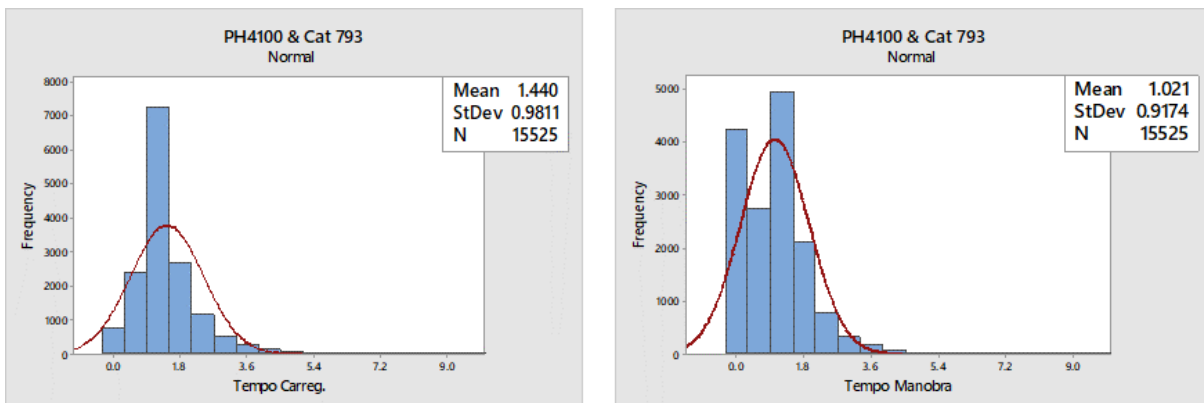 PH4100 & Cat 793
Normal
Mean 1.440
StDev 0.9811
N 15525
Frequency
8000
7000
6000
5000
4000
3000
2000
1000
0
0.0 1.8 3.6 5.4 7.2 9.0
Tempo Carreg.
PH4100 & Cat 793
Normal
Mean 1.021
StDev 0.9174
N 15525
Frequency
5000
4000
3000
2000
1000
0
0.0 1.8 3.6 5.4 7.2 9.0
Tempo Manobra